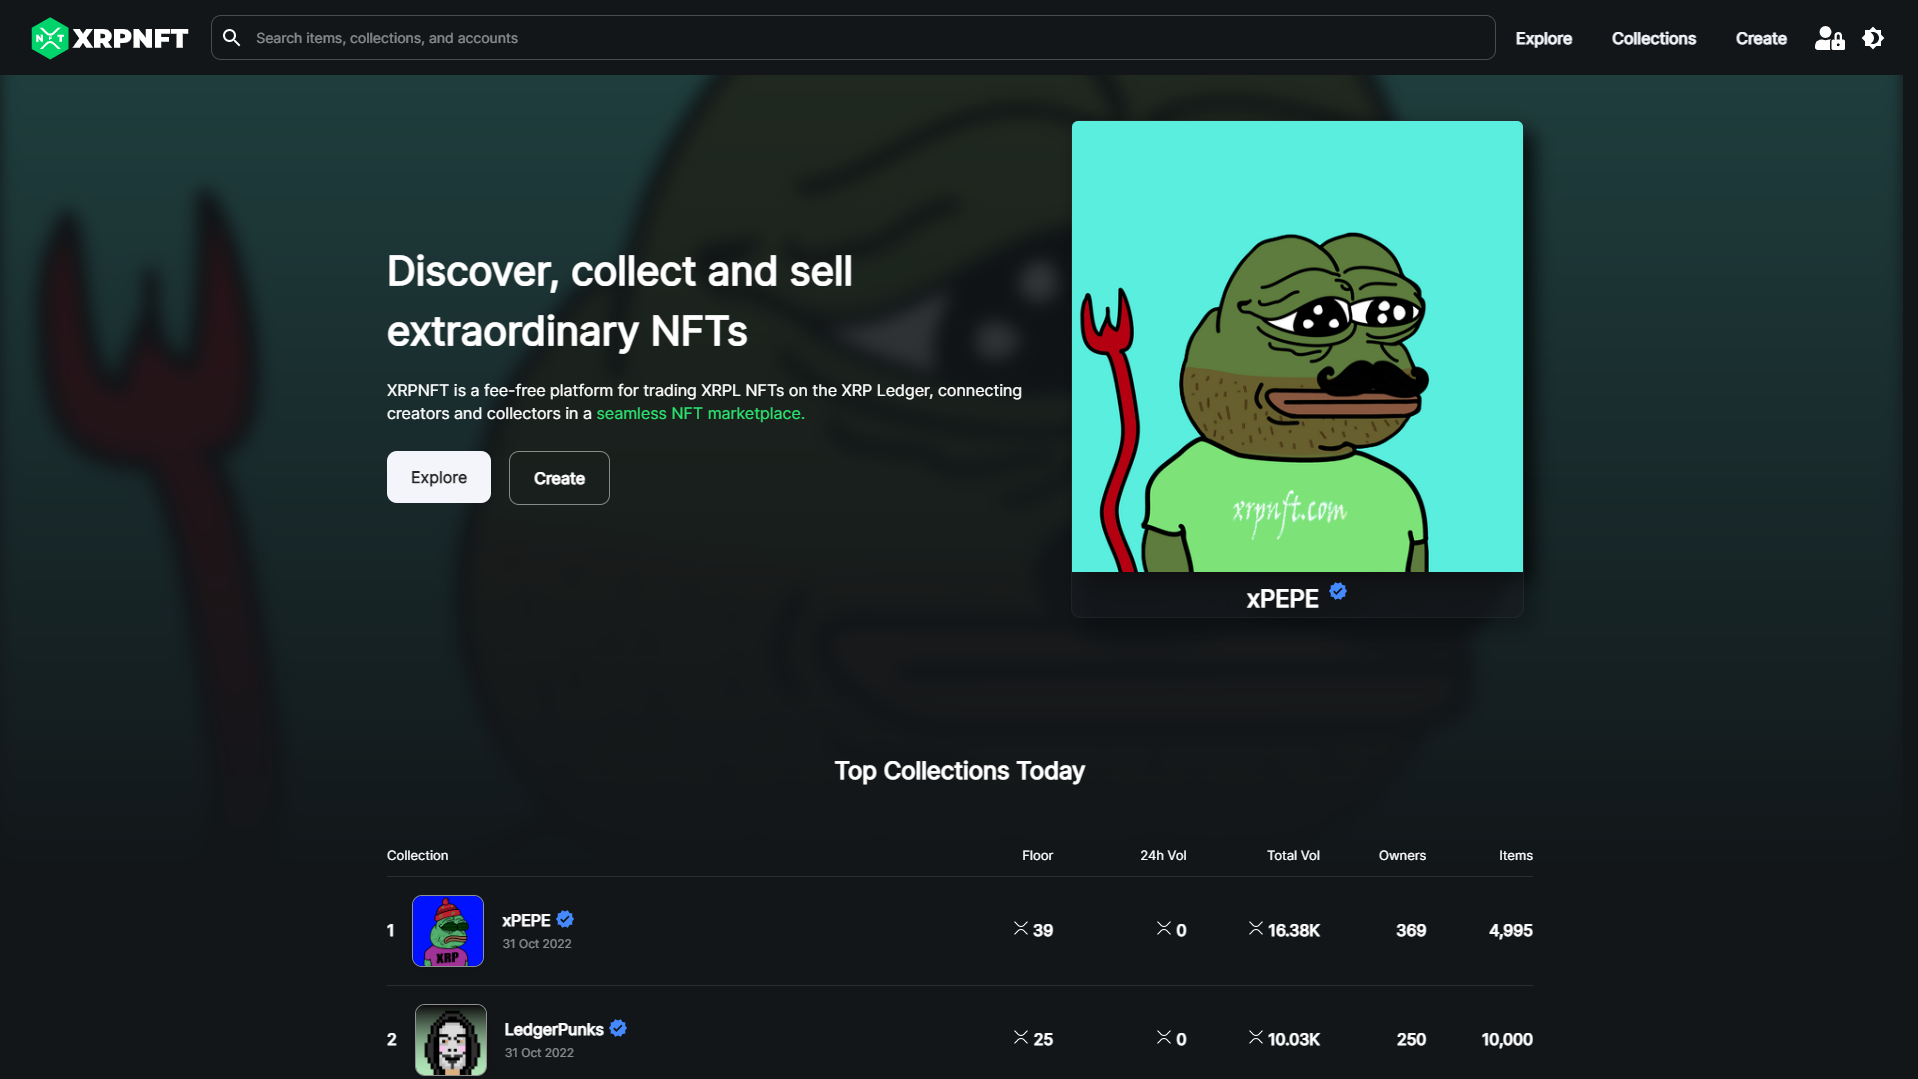 NFT XRPNFT
Search items, collections, and accounts
Explore
Collections
Create
Discover, collect and sell
extraordinary NFTs
XRPNFT is a fee-free platform for trading XRPL NFTs on the XRP Ledger, connecting
creators and collectors in a seamless NFT marketplace.
Explore
Create
xrpnft.com
xPEPE
Top Collections Today
Collection Floor 24h Vol Total Vol Owners Items
1 xPEPE 39 0 16.38K 369 4,995
31 Oct 2022
XRP
2 LedgerPunks 25 0 10.03K 250 10,000
31 Oct 2022